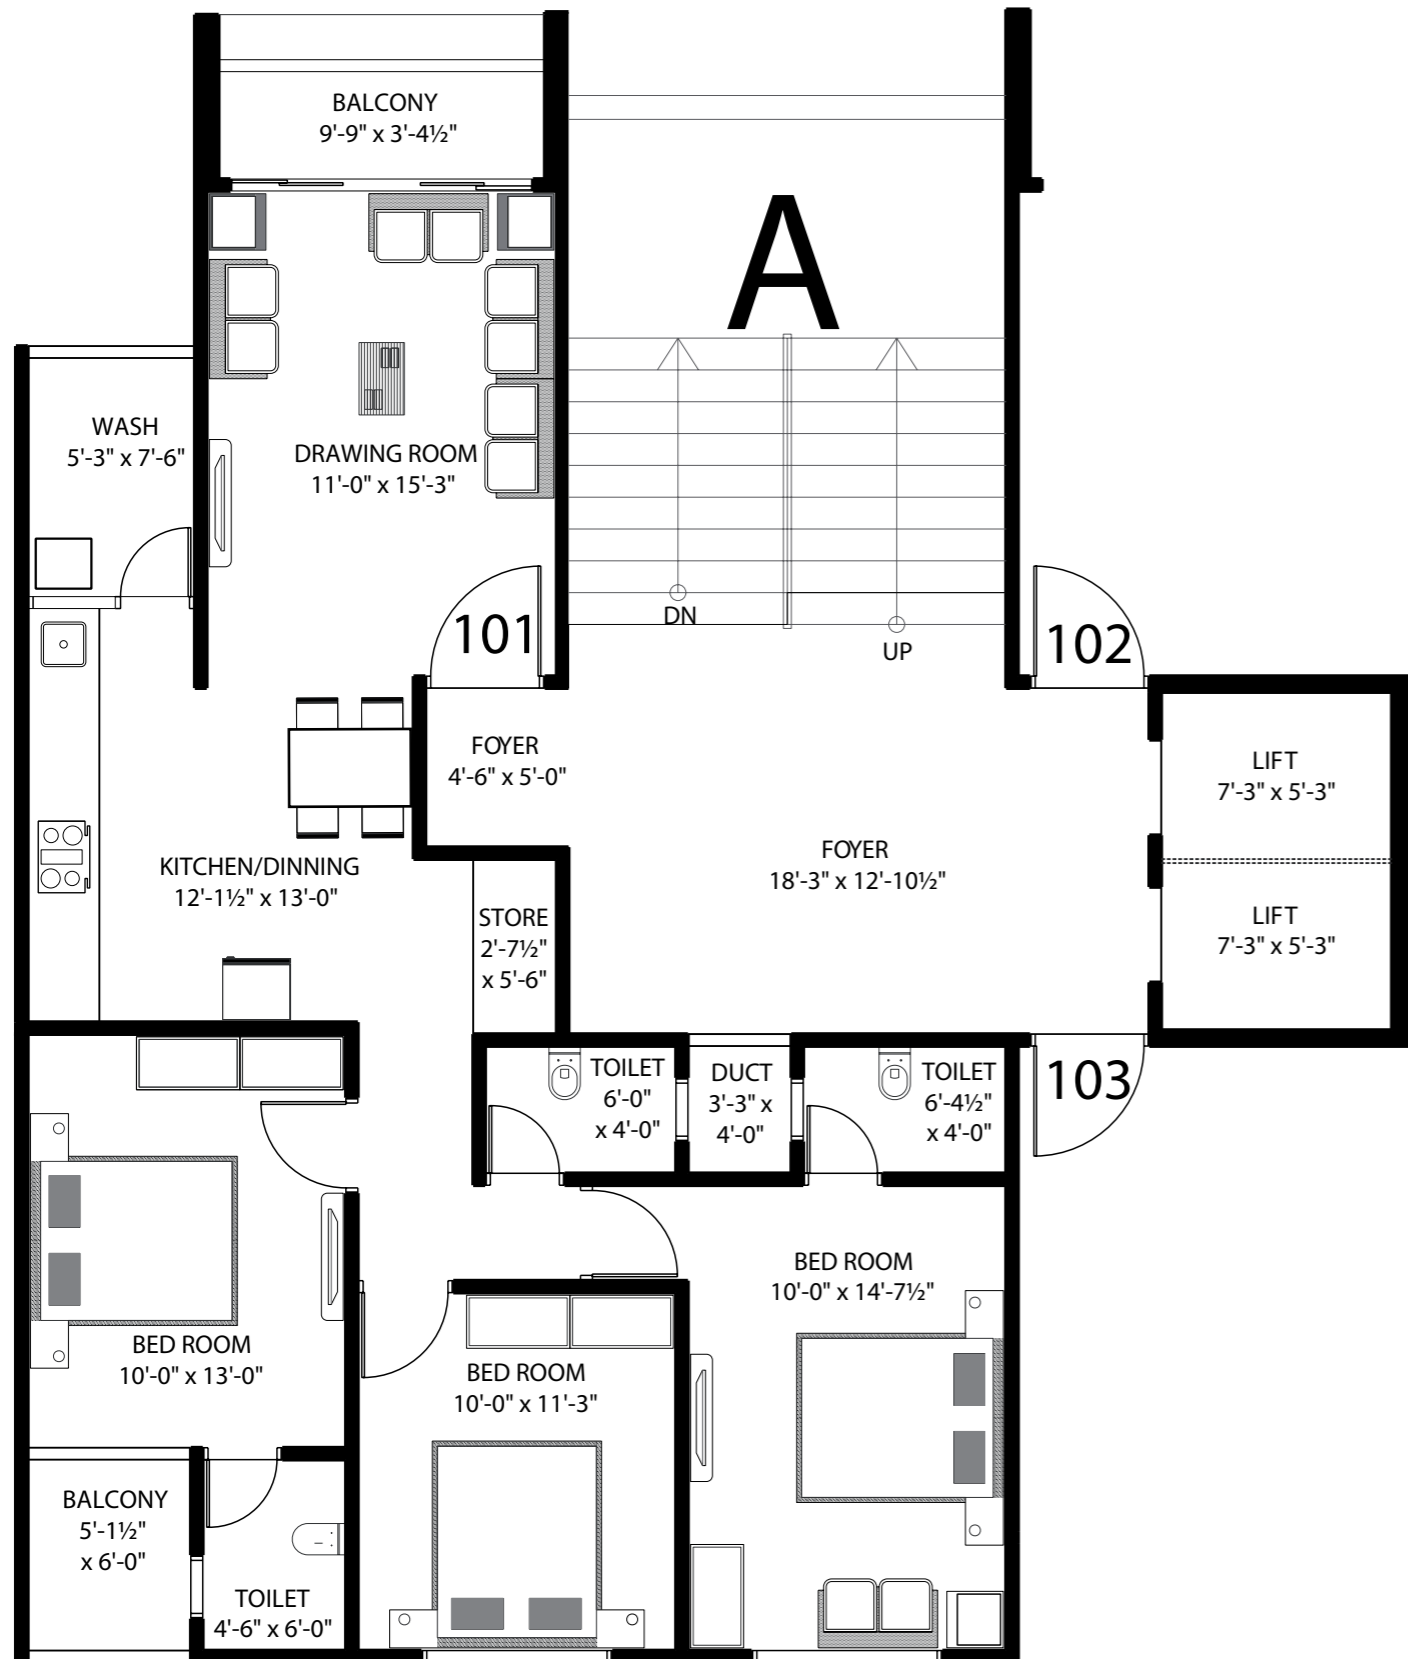 BALCONY
9'-9" x 3'-4½"
A
WASH
5'-3" x 7'-6"
DRAWING ROOM
11'-0" x 15'-3"
DN
UP
101
102
FOYER
4'-6" x 5'-0"
LIFT
7'-3" x 5'-3"
KITCHEN/DINNING
12'-1½" x 13'-0"
FOYER
18'-3" x 12'-10½"
STORE
2'-7½"
x 5'-6"
LIFT
7'-3" x 5'-3"
TOILET
6'-0"
x 4'-0"
DUCT
3'-3" x
4'-0"
TOILET
6'-4½"
x 4'-0"
103
BED ROOM
10'-0" x 13'-0"
BED ROOM
10'-0" x 11'-3"
BED ROOM
10'-0" x 14'-7½"
BALCONY
5'-1½"
x 6'-0"
TOILET
4'-6" x 6'-0"